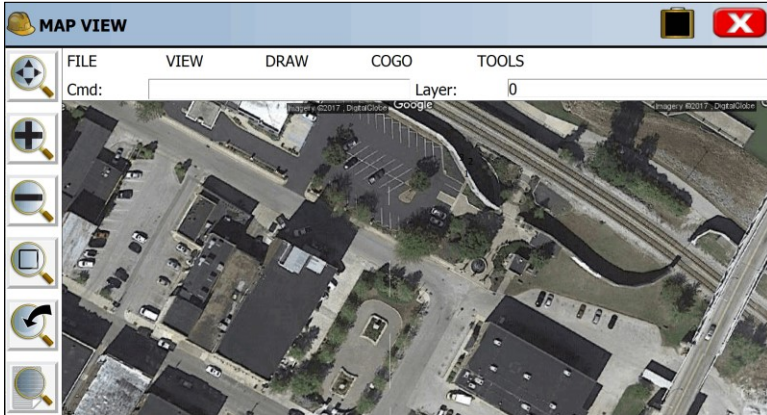 MAP VIEW
FILE VIEW DRAW COGO TOOLS
Cmd: Layer: 0
Imagery ©2017 , DigitalGlobe Google Imagery ©2017 , DigitalGlobe